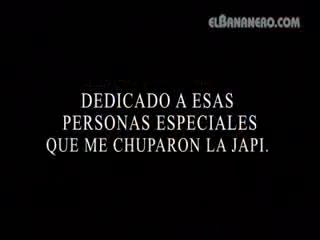 elBananero.com
DEDICADO A ESAS
PERSONAS ESPECIALES
QUE ME CHUPARON LA JAPI.